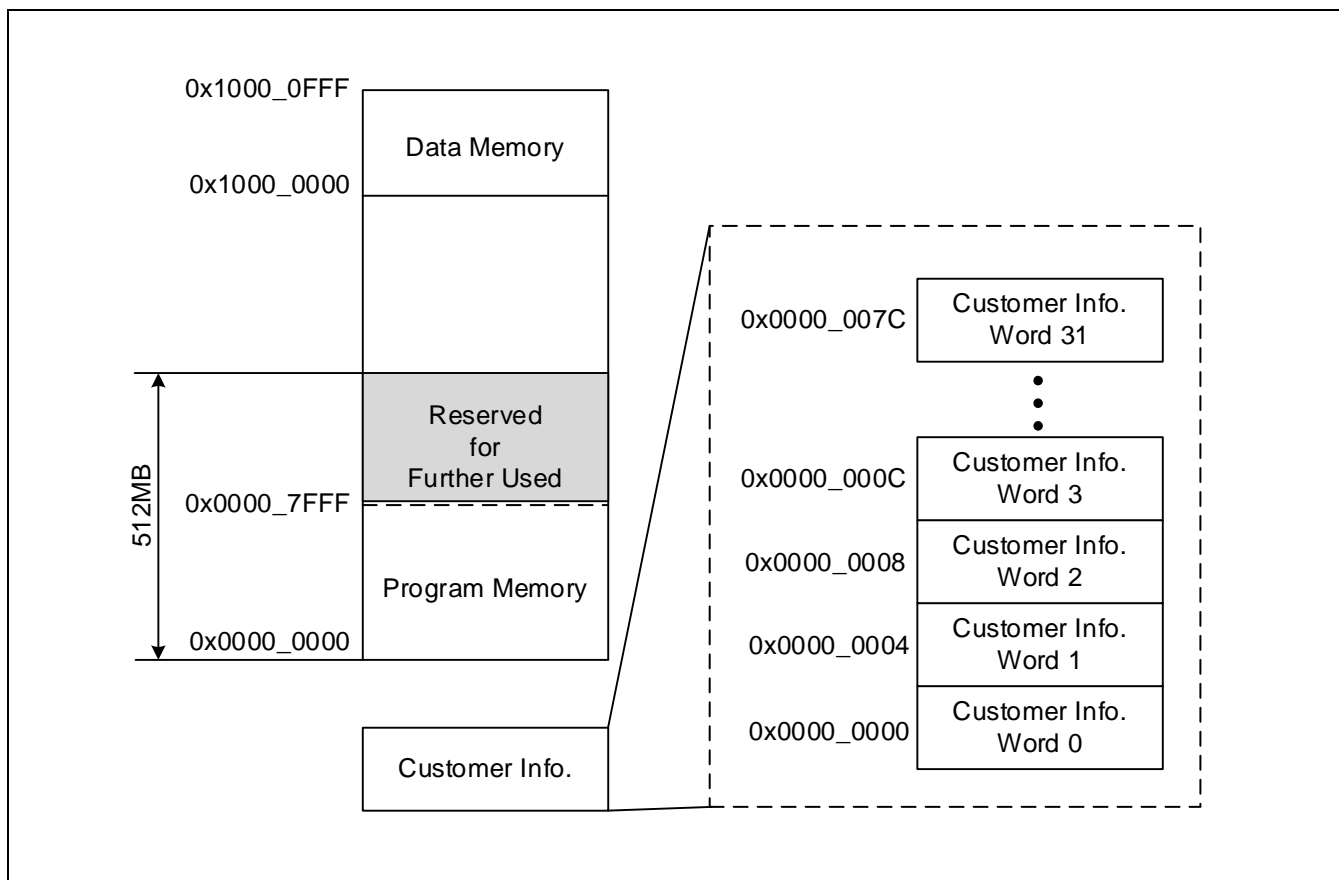 0x1000_0FFF
Data Memory
0x1000_0000
Reserved
for
Further Used
512MB
0x0000_7FFF
Program Memory
0x0000_0000
Customer Info.
0x0000_007C
Customer Info.
Word 31
0x0000_000C
Customer Info.
Word 3
0x0000_0008
Customer Info.
Word 2
0x0000_0004
Customer Info.
Word 1
0x0000_0000
Customer Info.
Word 0